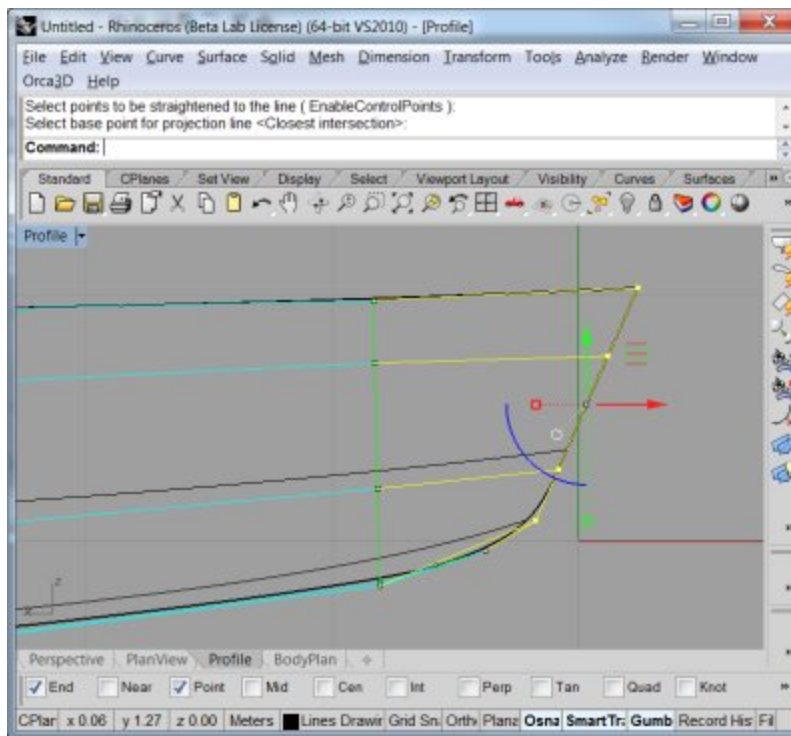 Untitled - Rhinoceros (Beta Lab License) (64-bit VS2010) - [Profile]
File Edit View Curve Surface Solid Mesh Dimension Transform Tools Analyze Render Window
Orca3D Help
Select points to be straightened to the line ( EnableControlPoints ):
Select base point for projection line <Closest intersection>:
Command:
Standard CPlanes Set View Display Select Viewport Layout Visibility Curves Surfaces
Profile
z
x
Perspective PlanView Profile BodyPlan
End Near Point Mid Cen Int Perp Tan Quad Knot
CPlar x 0.06 y 1.27 z 0.00 Meters Lines Drawir Grid Sn Orth Plana Osna SmartTr Gumb Record His Fil